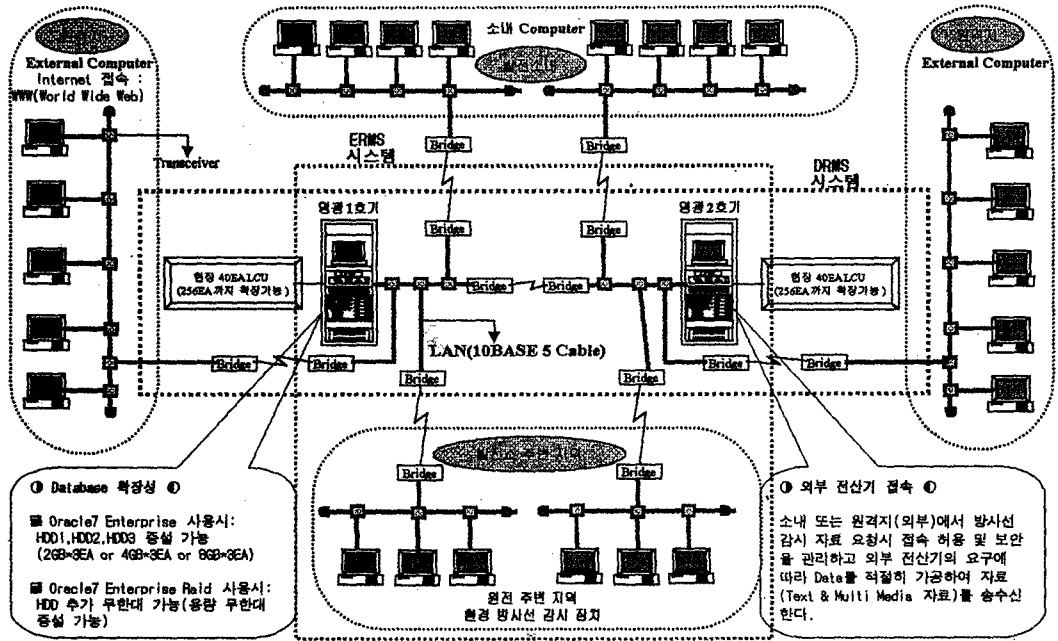 External Computer
Internet 접속 :
WWW(World Wide Web)
Transceiver
소내 Computer
원격지
External Computer
Bridge
Bridge
ERMS
시스템
DRMS
시스템
Bridge
Bridge
영광1호기
영광2호기
현장 40EALCU
(256EA까지 확장가능)
Bridge
Bridge
현장 40EALCU
(256EA까지 확장가능)
LAN(10BASE 5 Cable)
Bridge
Bridge
Bridge
Bridge
Bridge
Bridge
주변 지역
Bridge
Bridge
원전 주변 지역
환경 방사선 감시 장치
◑ Database 확장성 ◐
▣ Oracle7 Enterprise 사용시:
HDD1,HDD2,HDD3 증설 가능
(2GB*3EA or 4GB*3EA or 8GB*3EA)
▣ Oracle7 Enterprise Raid 사용시:
HDD 추가 무한대 가능(용량 무한대
증설 가능)
◑ 외부 전산기 접속 ◐
소내 또는 원격지(외부)에서 방사선
감시 자료 요청시 접속 허용 및 보안
을 관리하고 외부 전산기의 요구에
따라 Data를 적절히 가공하여 자료
(Text & Multi Media 자료)를 송수신
한다.